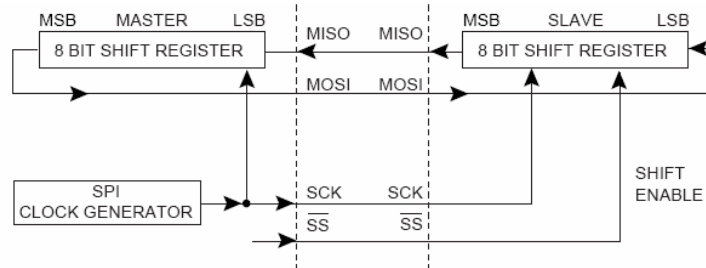 MSB MASTER LSB
8 BIT SHIFT REGISTER
MISO MISO
MSB SLAVE LSB
8 BIT SHIFT REGISTER
MOSI MOSI
SPI
CLOCK GENERATOR
SCK SCK
SS SS
SHIFT
ENABLE